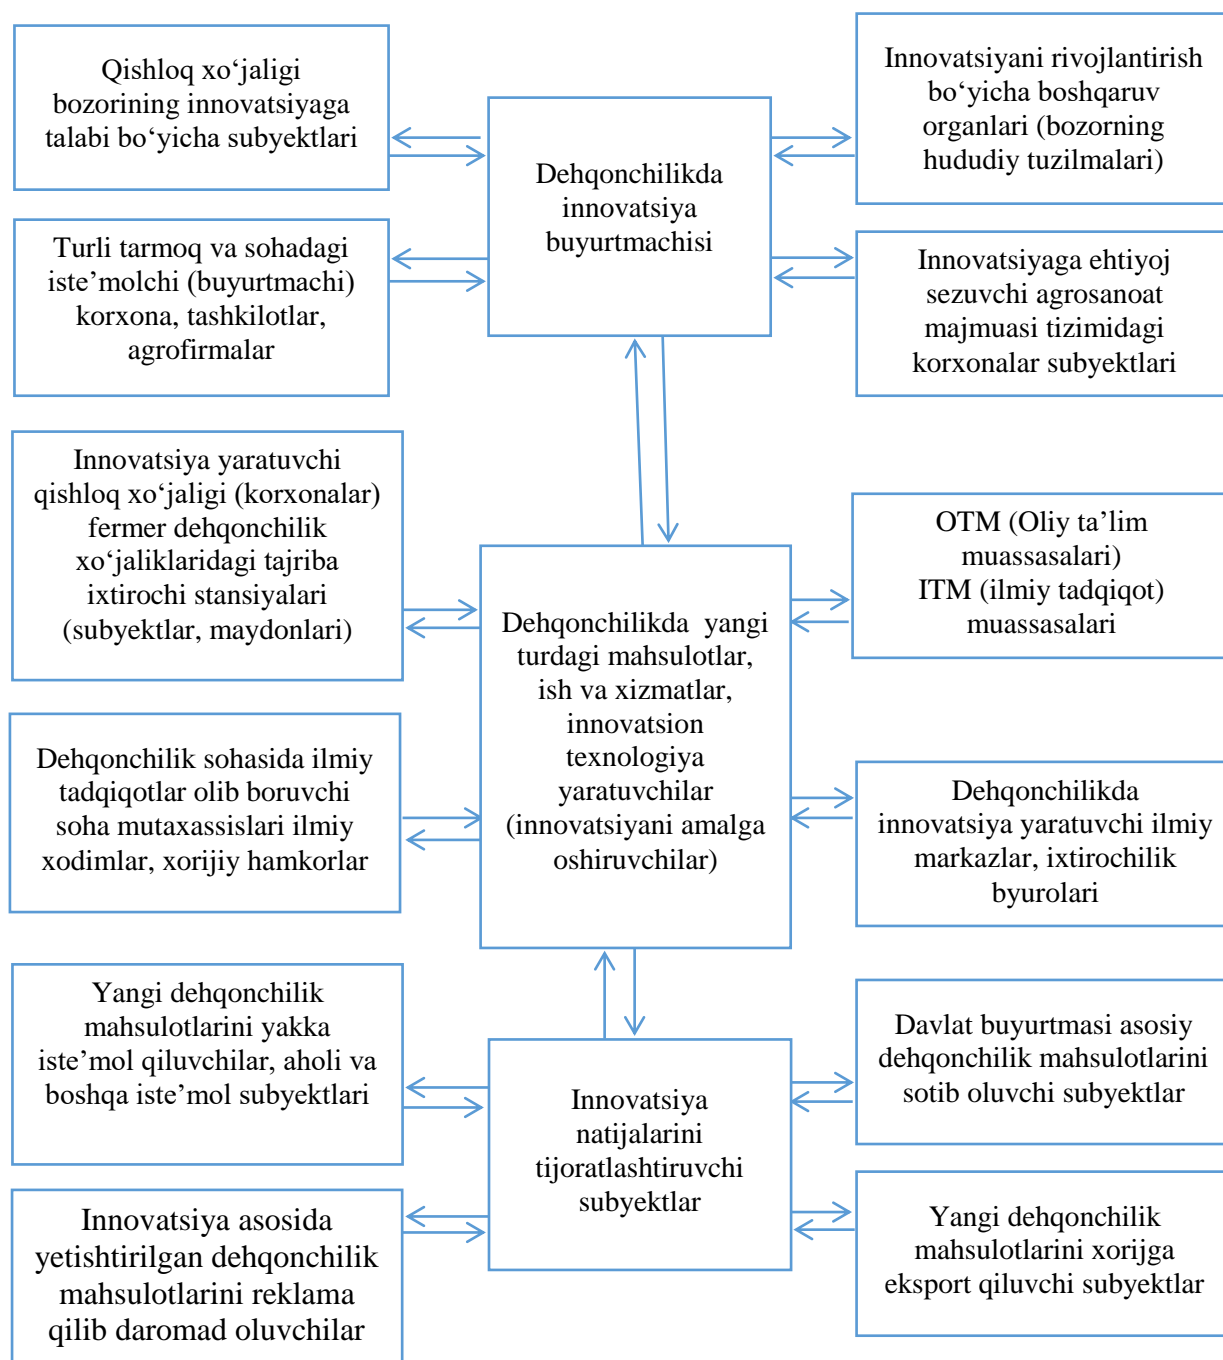 Qishloq xo‘jaligi
bozorining innovatsiyaga
talabi bo‘yicha subyektlari
Dehqonchilikda
innovatsiya
buyurtmachisi
Innovatsiyani rivojlantirish
bo‘yicha boshqaruv
organlari (bozorning
hududiy tuzilmalari)
Turli tarmoq va sohadagi
iste’molchi (buyurtmachi)
korxona, tashkilotlar,
agrofirmalar
Innovatsiyaga ehtiyoj
sezuvchi agrosanoat
majmuasi tizimidagi
korxonalar subyektlari
Innovatsiya yaratuvchi
qishloq xo‘jaligi (korxonalar)
fermer dehqonchilik
xo‘jaliklaridagi tajriba
ixtirochi stansiyalari
(subyektlar, maydonlari)
Dehqonchilikda  yangi
turdagi mahsulotlar,
ish va xizmatlar,
innovatsion
texnologiya
yaratuvchilar
(innovatsiyani amalga
oshiruvchilar)
OTM (Oliy ta’lim
muassasalari)
ITM (ilmiy tadqiqot)
muassasalari
Dehqonchilik sohasida ilmiy
tadqiqotlar olib boruvchi
soha mutaxassislari ilmiy
xodimlar, xorijiy hamkorlar
Dehqonchilikda
innovatsiya yaratuvchi ilmiy
markazlar, ixtirochilik
byurolari
Yangi dehqonchilik
mahsulotlarini yakka
iste’mol qiluvchilar, aholi va
boshqa iste’mol subyektlari
Innovatsiya
natijalarini
tijoratlashtiruvchi
subyektlar
Davlat buyurtmasi asosiy
dehqonchilik mahsulotlarini
sotib oluvchi subyektlar
Innovatsiya asosida
yetishtirilgan dehqonchilik
mahsulotlarini reklama
qilib daromad oluvchilar
Yangi dehqonchilik
mahsulotlarini xorijga
eksport qiluvchi subyektlar